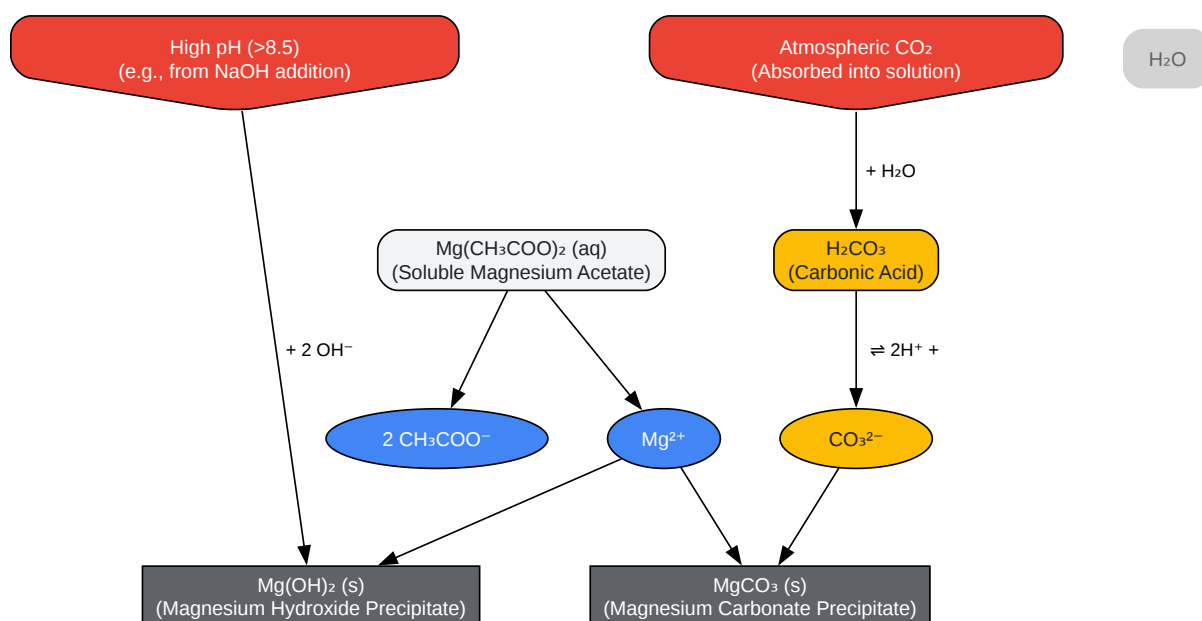 High pH (>8.5)
(e.g., from NaOH addition)
Atmospheric CO₂
(Absorbed into solution)
H₂O
+ H₂O
Mg(CH₃COO)₂ (aq)
(Soluble Magnesium Acetate)
H₂CO₃
(Carbonic Acid)
+ 2 OH⁻
⇌ 2H⁺ +
2 CH₃COO⁻
Mg²⁺
CO₃²⁻
Mg(OH)₂ (s)
(Magnesium Hydroxide Precipitate)
MgCO₃ (s)
(Magnesium Carbonate Precipitate)